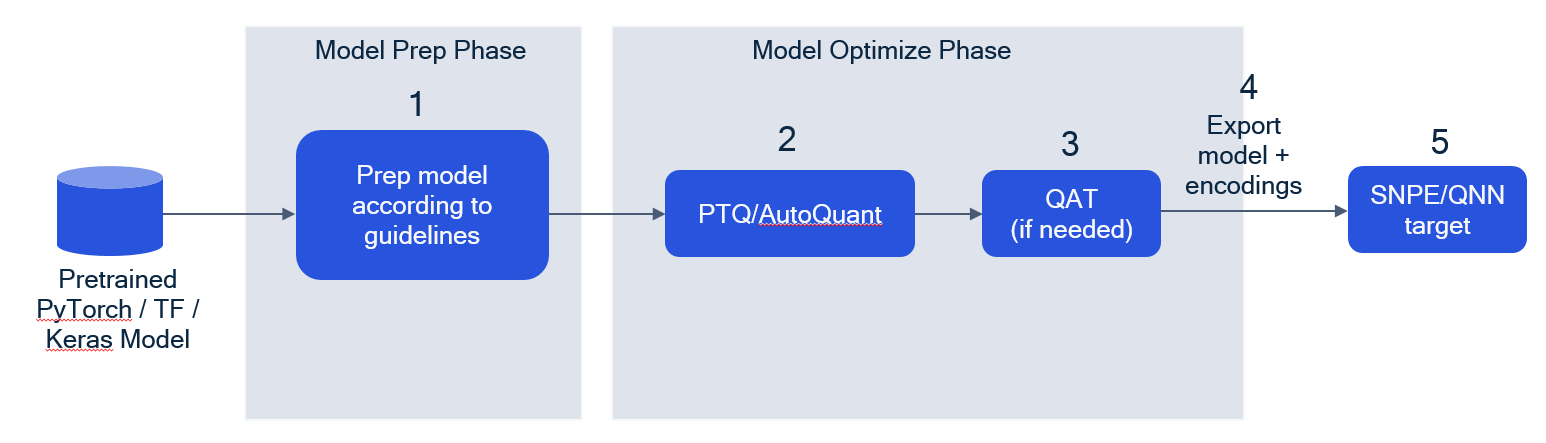 Model Prep Phase
Model Optimize Phase
1
Prep model
according to
guidelines
2
PTQ/AutoQuant
3
QAT
(if needed)
4
Export
model +
encodings
5
SNPE/QNN
target
Pretrained
PyTorch / TF /
Keras Model